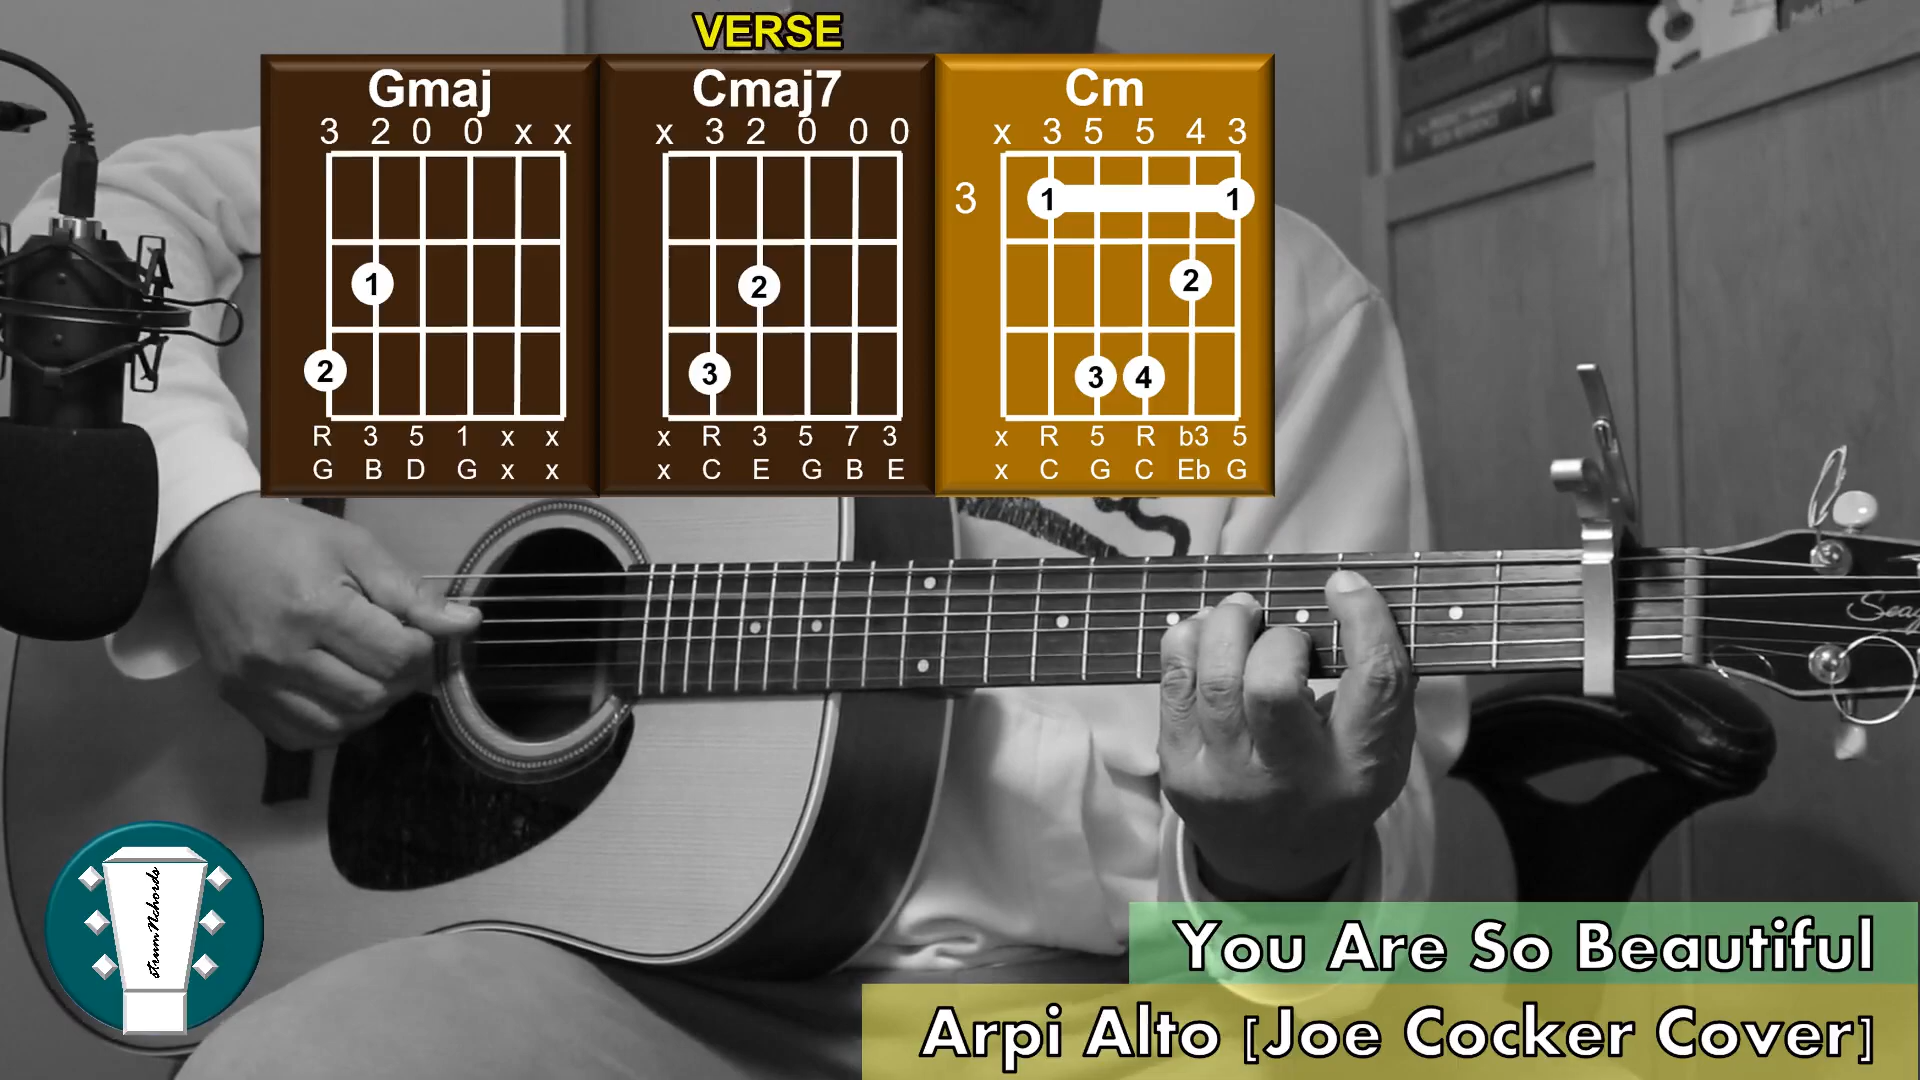 VERSE
Gmaj
3 2 0 0 x x
1
2
R 3 5 1 x x
G B D G x x
Cmaj7
x 3 2 0 0 0
2
3
x R 3 5 7 3
x C E G B E
Cm
x 3 5 5 4 3
3 1 1
2
3 4
x R 5 R b3 5
x C G C Eb G
strumNchords
You Are So Beautiful
Arpi Alto [Joe Cocker Cover]